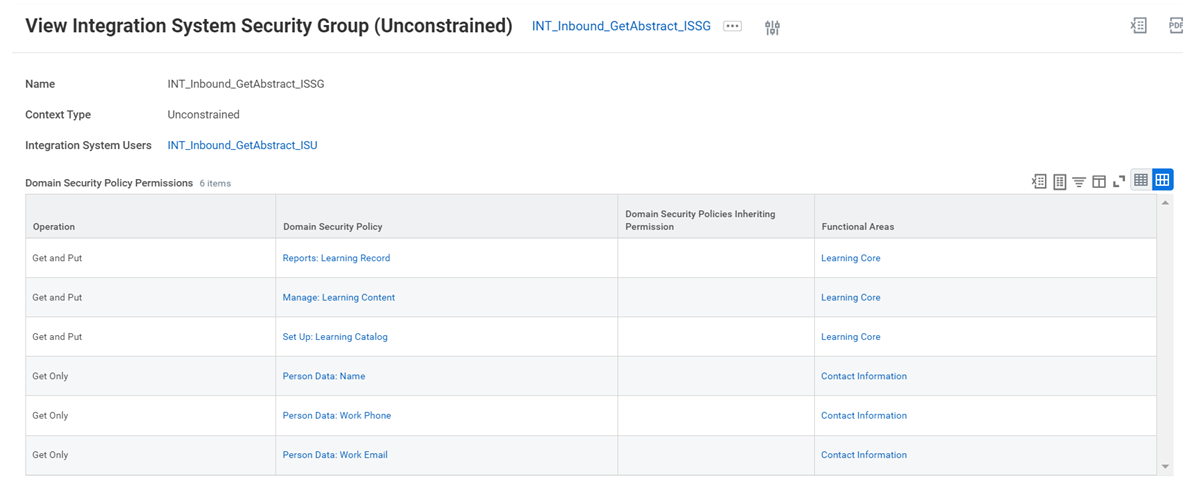 View Integration System Security Group (Unconstrained) INT_Inbound_GetAbstract_ISSG
PDF
Name INT_Inbound_GetAbstract_ISSG
Context Type Unconstrained
Integration System Users INT_Inbound_GetAbstract_ISU
Domain Security Policy Permissions 6 items
Operation Domain Security Policy Domain Security Policies Inheriting Permission Functional Areas
Get and Put Reports: Learning Record Learning Core
Get and Put Manage: Learning Content Learning Core
Get and Put Set Up: Learning Catalog Learning Core
Get Only Person Data: Name Contact Information
Get Only Person Data: Work Phone Contact Information
Get Only Person Data: Work Email Contact Information